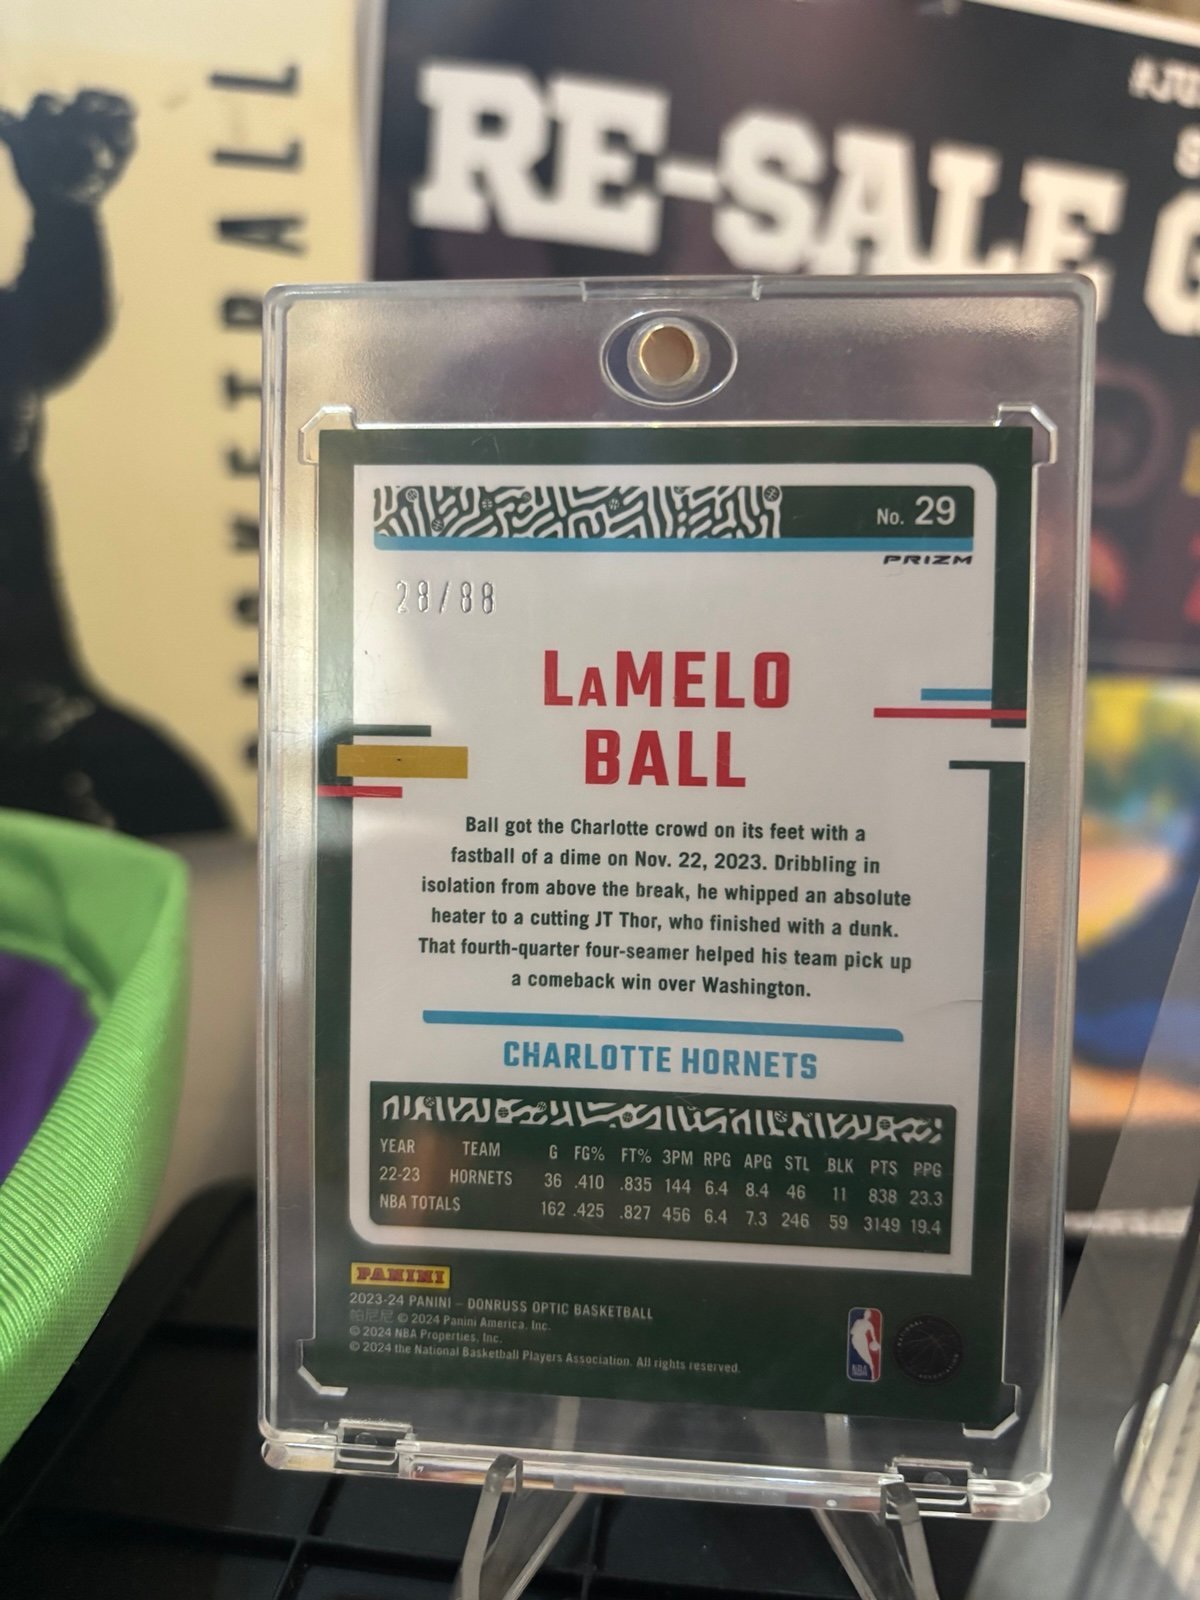 BASKETBALL
RE-SALE
No. 29
PRIZM
28/88
LaMELO
BALL
Ball got the Charlotte crowd on its feet with a
fastball of a dime on Nov. 22, 2023. Dribbling in
isolation from above the break, he whipped an absolute
heater to a cutting JT Thor, who finished with a dunk.
That fourth-quarter four-seamer helped his team pick up
a comeback win over Washington.
CHARLOTTE HORNETS
YEAR TEAM G FG% FT% 3PM RPG APG STL BLK PTS PPG
22-23 HORNETS 36 .410 .835 144 6.4 8.4 46 11 838 23.3
NBA TOTALS 162 .425 .827 456 6.4 7.3 246 59 3149 19.4
PANINI
2023-24 PANINI – DONRUSS OPTIC BASKETBALL
帕尼尼 © 2024 Panini America, Inc.
© 2024 NBA Properties, Inc.
© 2024 the National Basketball Players Association. All rights reserved.
NBA